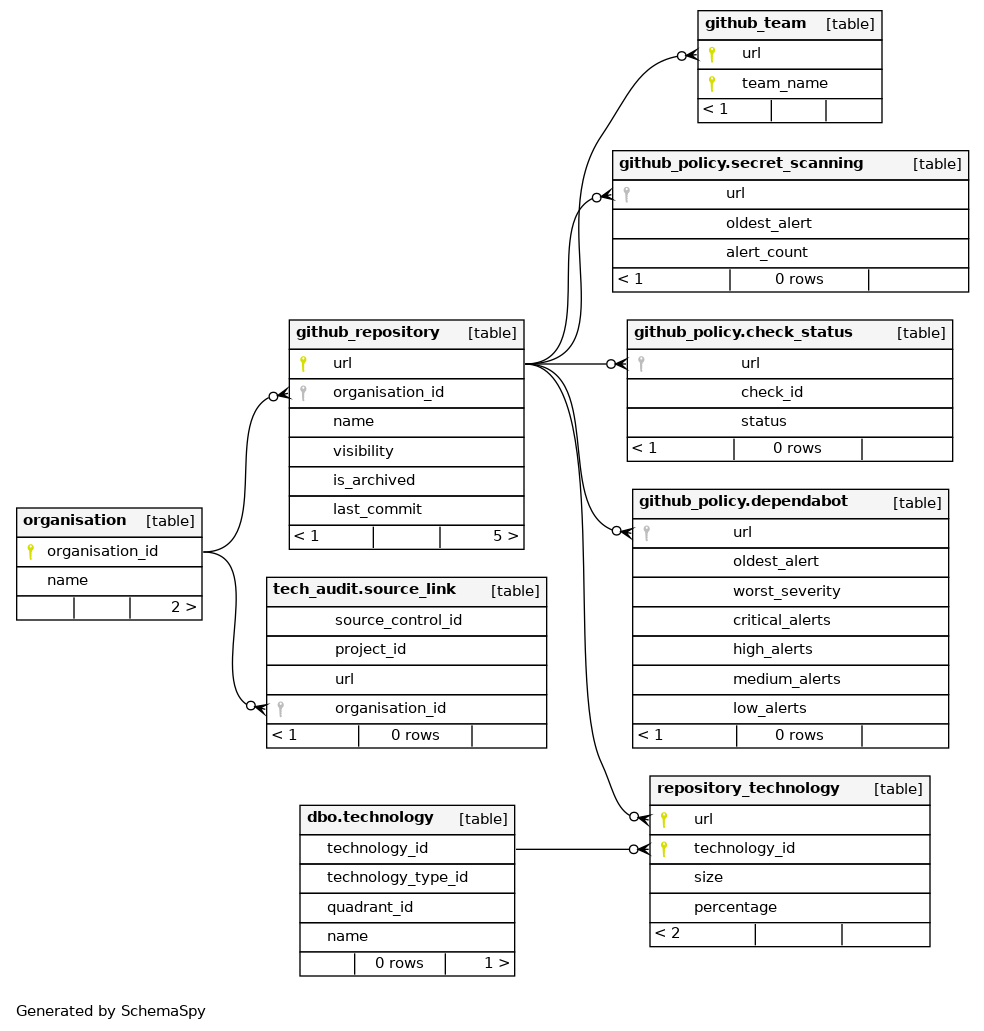 github_team [table]
url
team_name
< 1
github_policy.secret_scanning [table]
url
oldest_alert
alert_count
< 1 0 rows
github_repository [table]
url
organisation_id
name
visibility
is_archived
last_commit
< 1 5 >
github_policy.check_status [table]
url
check_id
status
< 1 0 rows
organisation [table]
organisation_id
name
2 >
github_policy.dependabot [table]
url
oldest_alert
worst_severity
critical_alerts
high_alerts
medium_alerts
low_alerts
< 1 0 rows
tech_audit.source_link [table]
source_control_id
project_id
url
organisation_id
< 1 0 rows
repository_technology [table]
url
technology_id
size
percentage
< 2
dbo.technology [table]
technology_id
technology_type_id
quadrant_id
name
0 rows 1 >
Generated by SchemaSpy